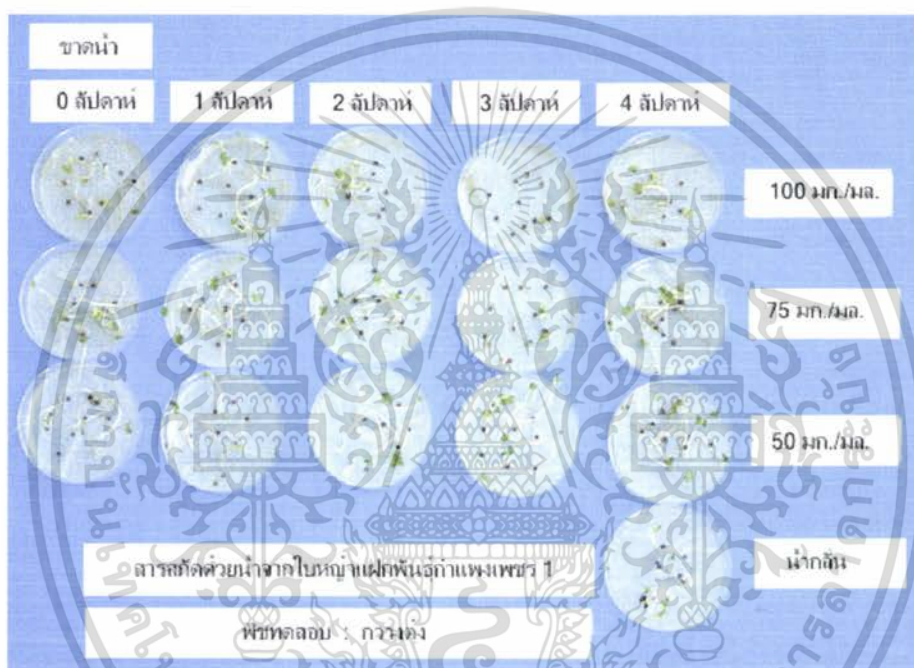 ขาดน้ำ
0 สัปดาห์ 1 สัปดาห์ 2 สัปดาห์ 3 สัปดาห์ 4 สัปดาห์
100 มก./มล.
75 มก./มล.
50 มก./มล.
น้ำกลั่น
สารสกัดด้วยน้ำจากใบหญ้าแฝกพันธุ์กำแพงเพชร 1
พืชทดสอบ : กวางตุ้ง